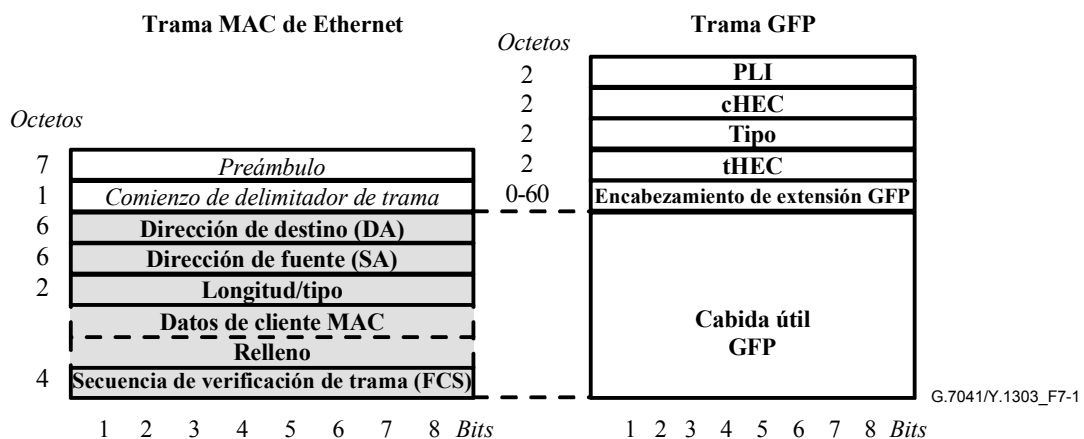 Trama MAC de Ethernet
Octetos
7 Preámbulo
1 Comienzo de delimitador de trama
6 Dirección de destino (DA)
6 Dirección de fuente (SA)
2 Longitud/tipo
Datos de cliente MAC
Relleno
4 Secuencia de verificación de trama (FCS)
1 2 3 4 5 6 7 8 Bits
Trama GFP
Octetos
2 PLI
2 cHEC
2 Tipo
2 tHEC
0-60 Encabezamiento de extensión GFP
Cabida útil
GFP
1 2 3 4 5 6 7 8 Bits
G.7041/Y.1303_F7-1